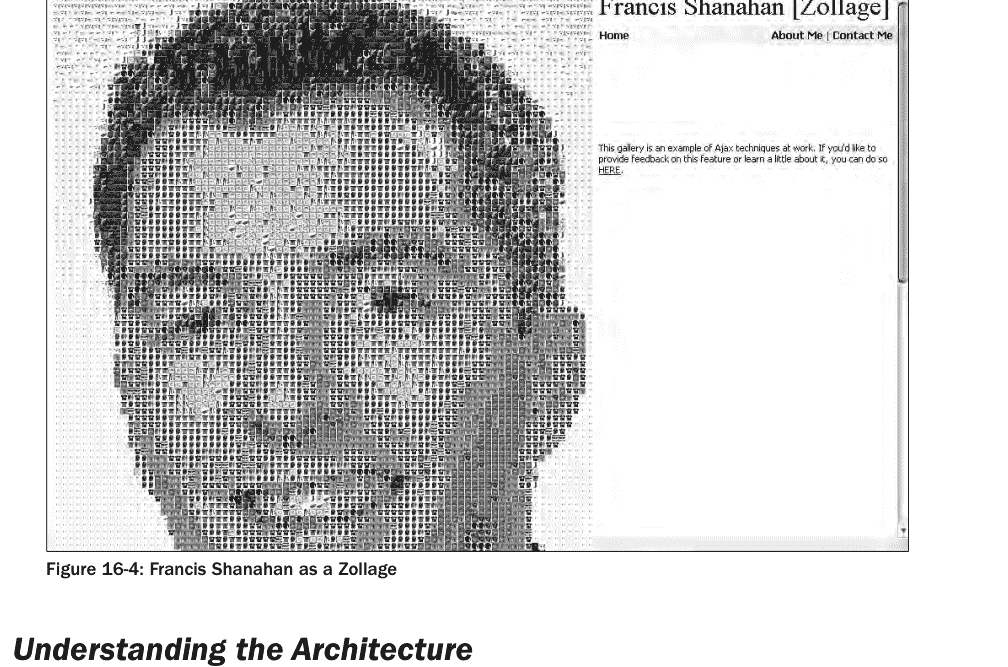 Francis Shanahan [Zollage]
Home About Me | Contact Me
This gallery is an example of Ajax techniques at work. If you'd like to
provide feedback on this feature or learn a little about it, you can do so
HERE.
Figure 16-4: Francis Shanahan as a Zollage
Understanding the Architecture